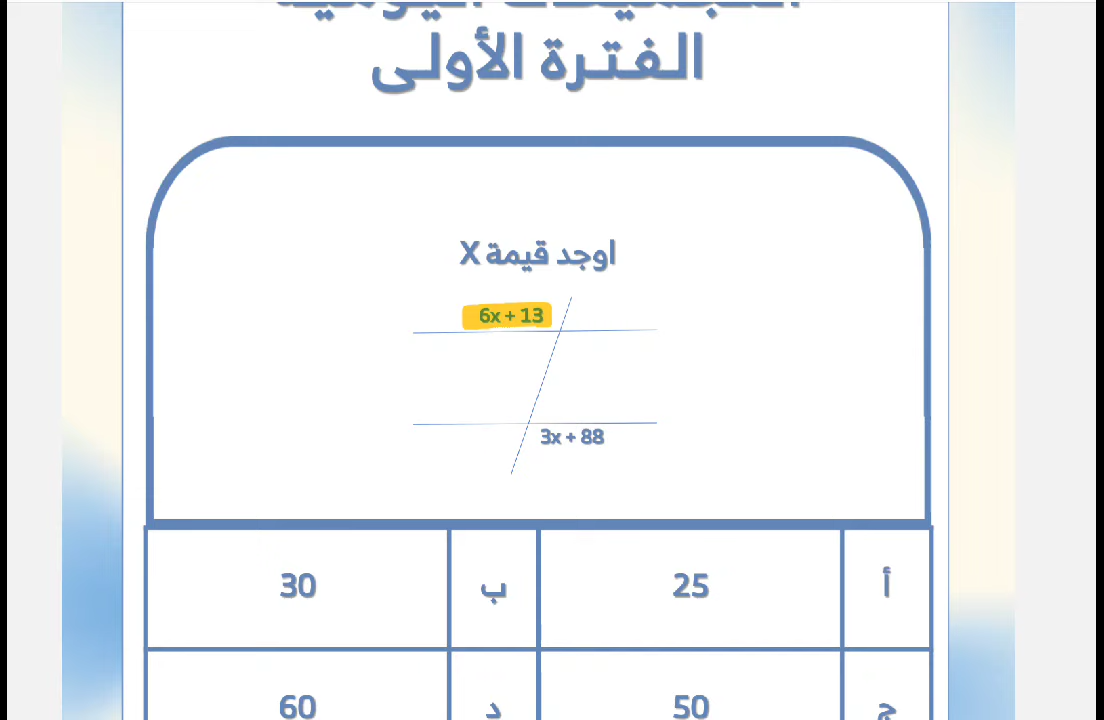 الفترة الأولى
اوجد قيمة X
6x + 13
3x + 88
أ 25 ب 30
ج 50 د 60